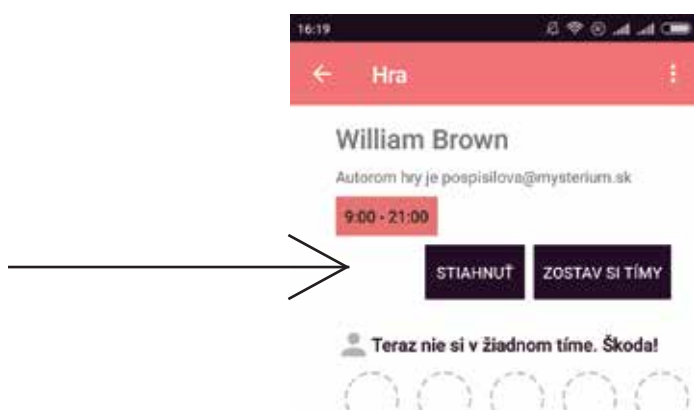 16:19
Hra
William Brown
Autorom hry je pospisilova@mysterium.sk
9:00 - 21:00
STIAHNUŤ ZOSTAV SI TÍMY
Teraz nie si v žiadnom tíme. Škoda!